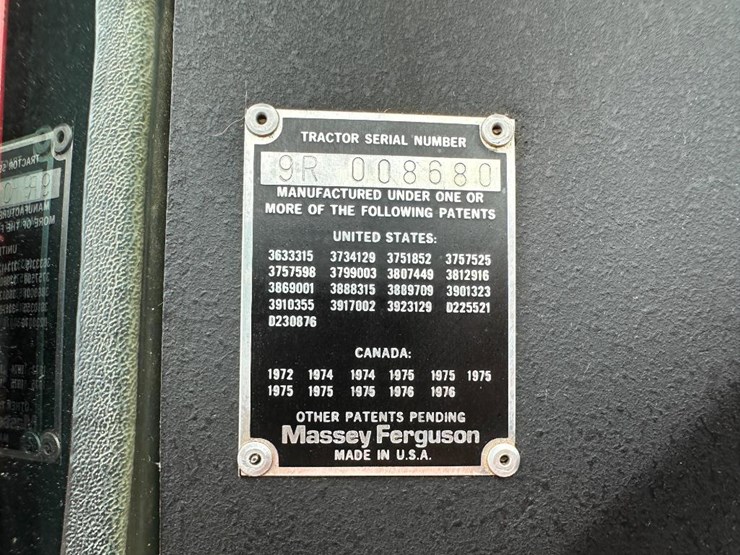 TRACTOR SERIAL NUMBER
9R 008680
MANUFACTURED UNDER ONE OR
MORE OF THE FOLLOWING PATENTS
UNITED STATES:
3633315 3734129 3751852 3757525
3757598 3799003 3807449 3812916
3869001 3888315 3889709 3901323
3910355 3917002 3923129 D225521
D230876
CANADA:
1972 1974 1974 1975 1975 1975
1975 1975 1975 1976 1976
OTHER PATENTS PENDING
Massey Ferguson
MADE IN U.S.A.